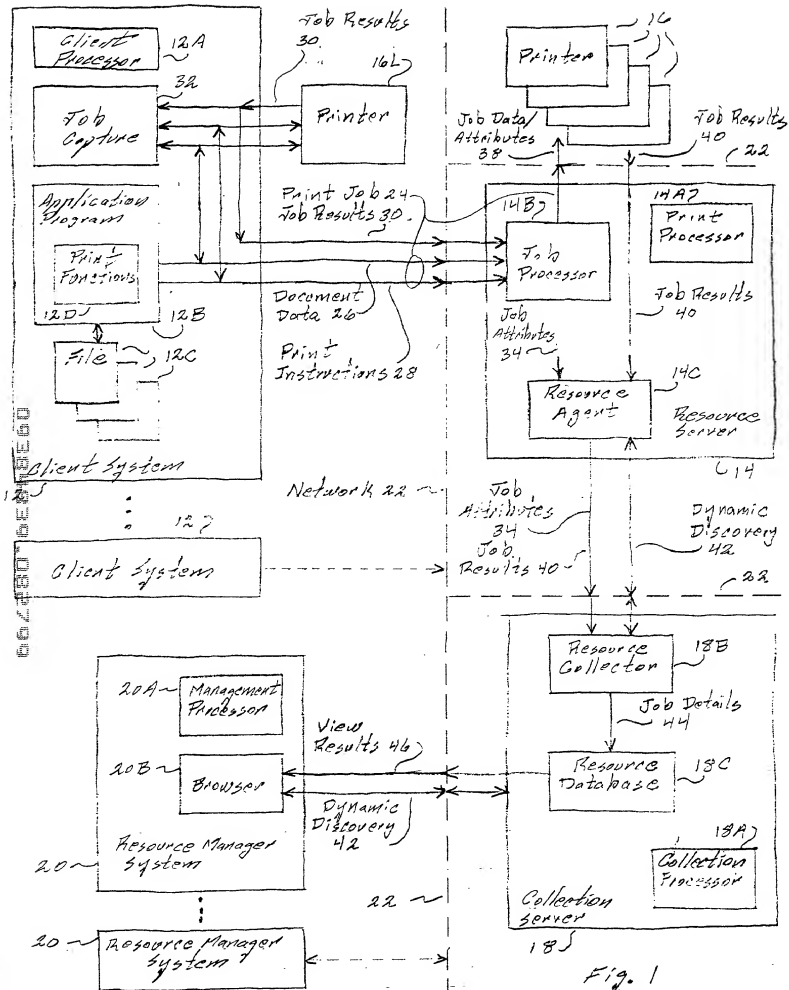 Client
Processor
12A
32
Job
Capture
Job Results
30
16L
Printer
Printer
16
Job Data/
Attributes
38
Job Results
40
22
Application
Program
Print
Functions
12D
12B
File
12C
Client System
12
Print Job 24
Job Results 30
Document
Data 26
Print
Instructions 28
14B
Job
Processor
14A
Print
Processor
Job Results
40
Job
Attributes
34
Resource
Agent
14C
Resource
Server
14
Network 22
12
Client System
Job
Attributes
34
Job
Results 40
Dynamic
Discovery
42
22
Resource
Collector
18B
Job Details
44
Resource
Database
18C
18A
Collection
Processor
Collection
Server
18
20A
Management
Processor
20B
Browser
View
Results 46
Dynamic
Discovery
42
Resource Manager
System
20
22
20
Resource Manager
System
Fig. 1